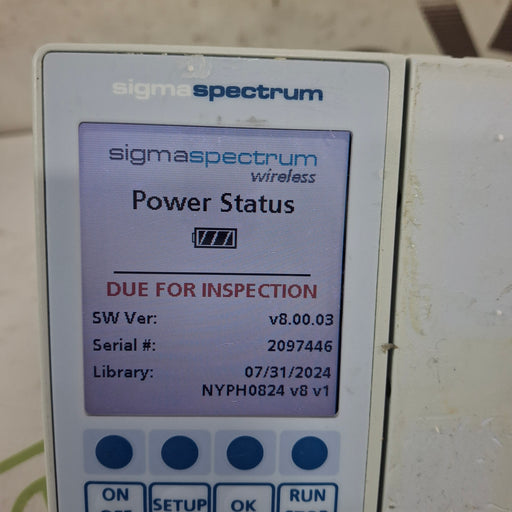 sigmaspectrum
sigmaspectrum
wireless
Power Status
DUE FOR INSPECTION
SW Ver: v8.00.03
Serial #: 2097446
Library: 07/31/2024
NYPH0824 v8 v1
ON SETUP OK RUN